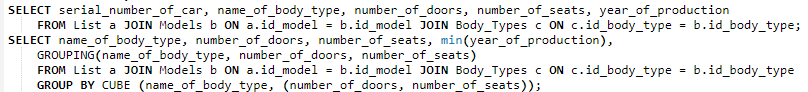 SELECT serial_number_of_car, name_of_body_type, number_of_doors, number_of_seats, year_of_production
FROM List a JOIN Models b ON a.id_model = b.id_model JOIN Body_Types c ON c.id_body_type = b.id_body_type;
SELECT name_of_body_type, number_of_doors, number_of_seats, min(year_of_production),
GROUPING(name_of_body_type, number_of_doors, number_of_seats)
FROM List a JOIN Models b ON a.id_model = b.id_model JOIN Body_Types c ON c.id_body_type = b.id_body_type
GROUP BY CUBE (name_of_body_type, (number_of_doors, number_of_seats));